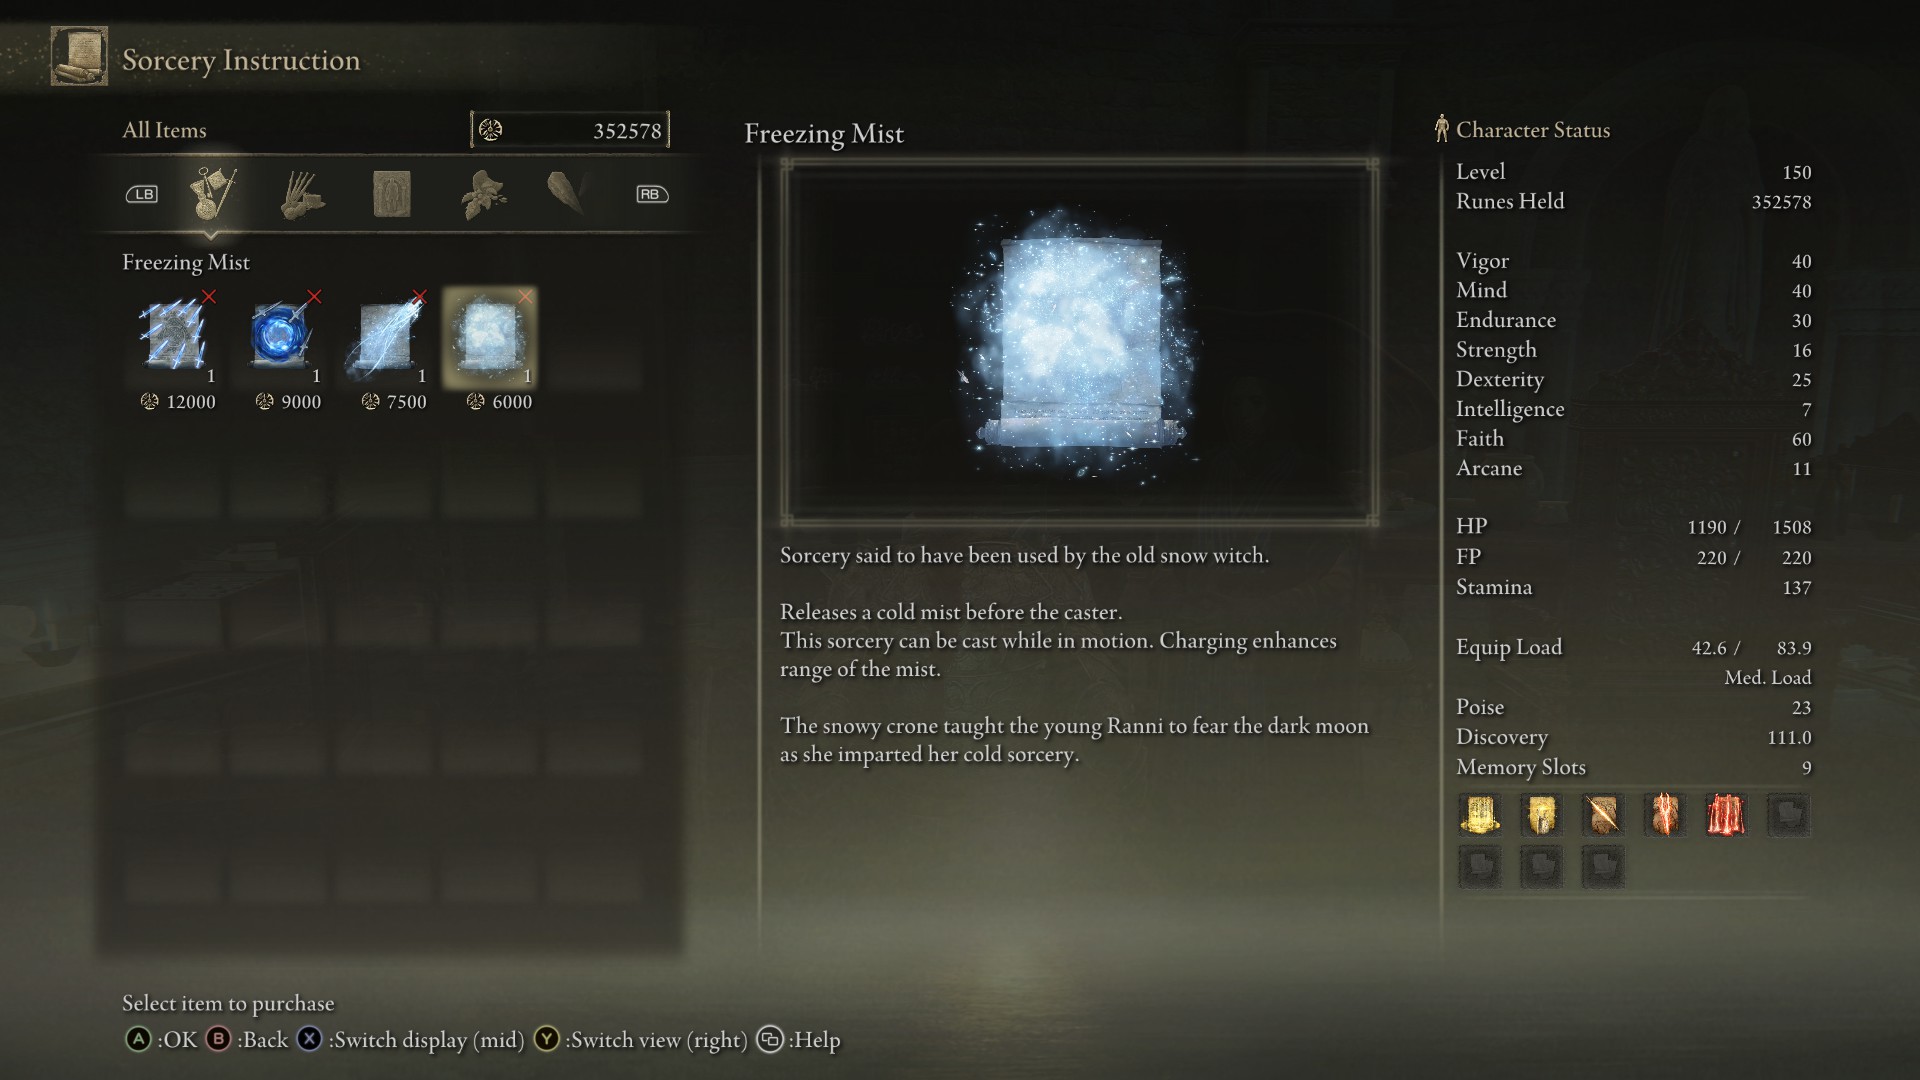 Sorcery Instruction
All Items
352578
LB
RB
Freezing Mist
1
1
1
1
12000
9000
7500
6000
Freezing Mist
Sorcery said to have been used by the old snow witch.
Releases a cold mist before the caster.
This sorcery can be cast while in motion. Charging enhances
range of the mist.
The snowy crone taught the young Ranni to fear the dark moon
as she imparted her cold sorcery.
Character Status
Level 150
Runes Held 352578
Vigor 40
Mind 40
Endurance 30
Strength 16
Dexterity 25
Intelligence 7
Faith 60
Arcane 11
HP 1190 / 1508
FP 220 / 220
Stamina 137
Equip Load 42.6 / 83.9
Med. Load
Poise 23
Discovery 111.0
Memory Slots 9
Select item to purchase
A :OK B :Back X :Switch display (mid) Y :Switch view (right) :Help